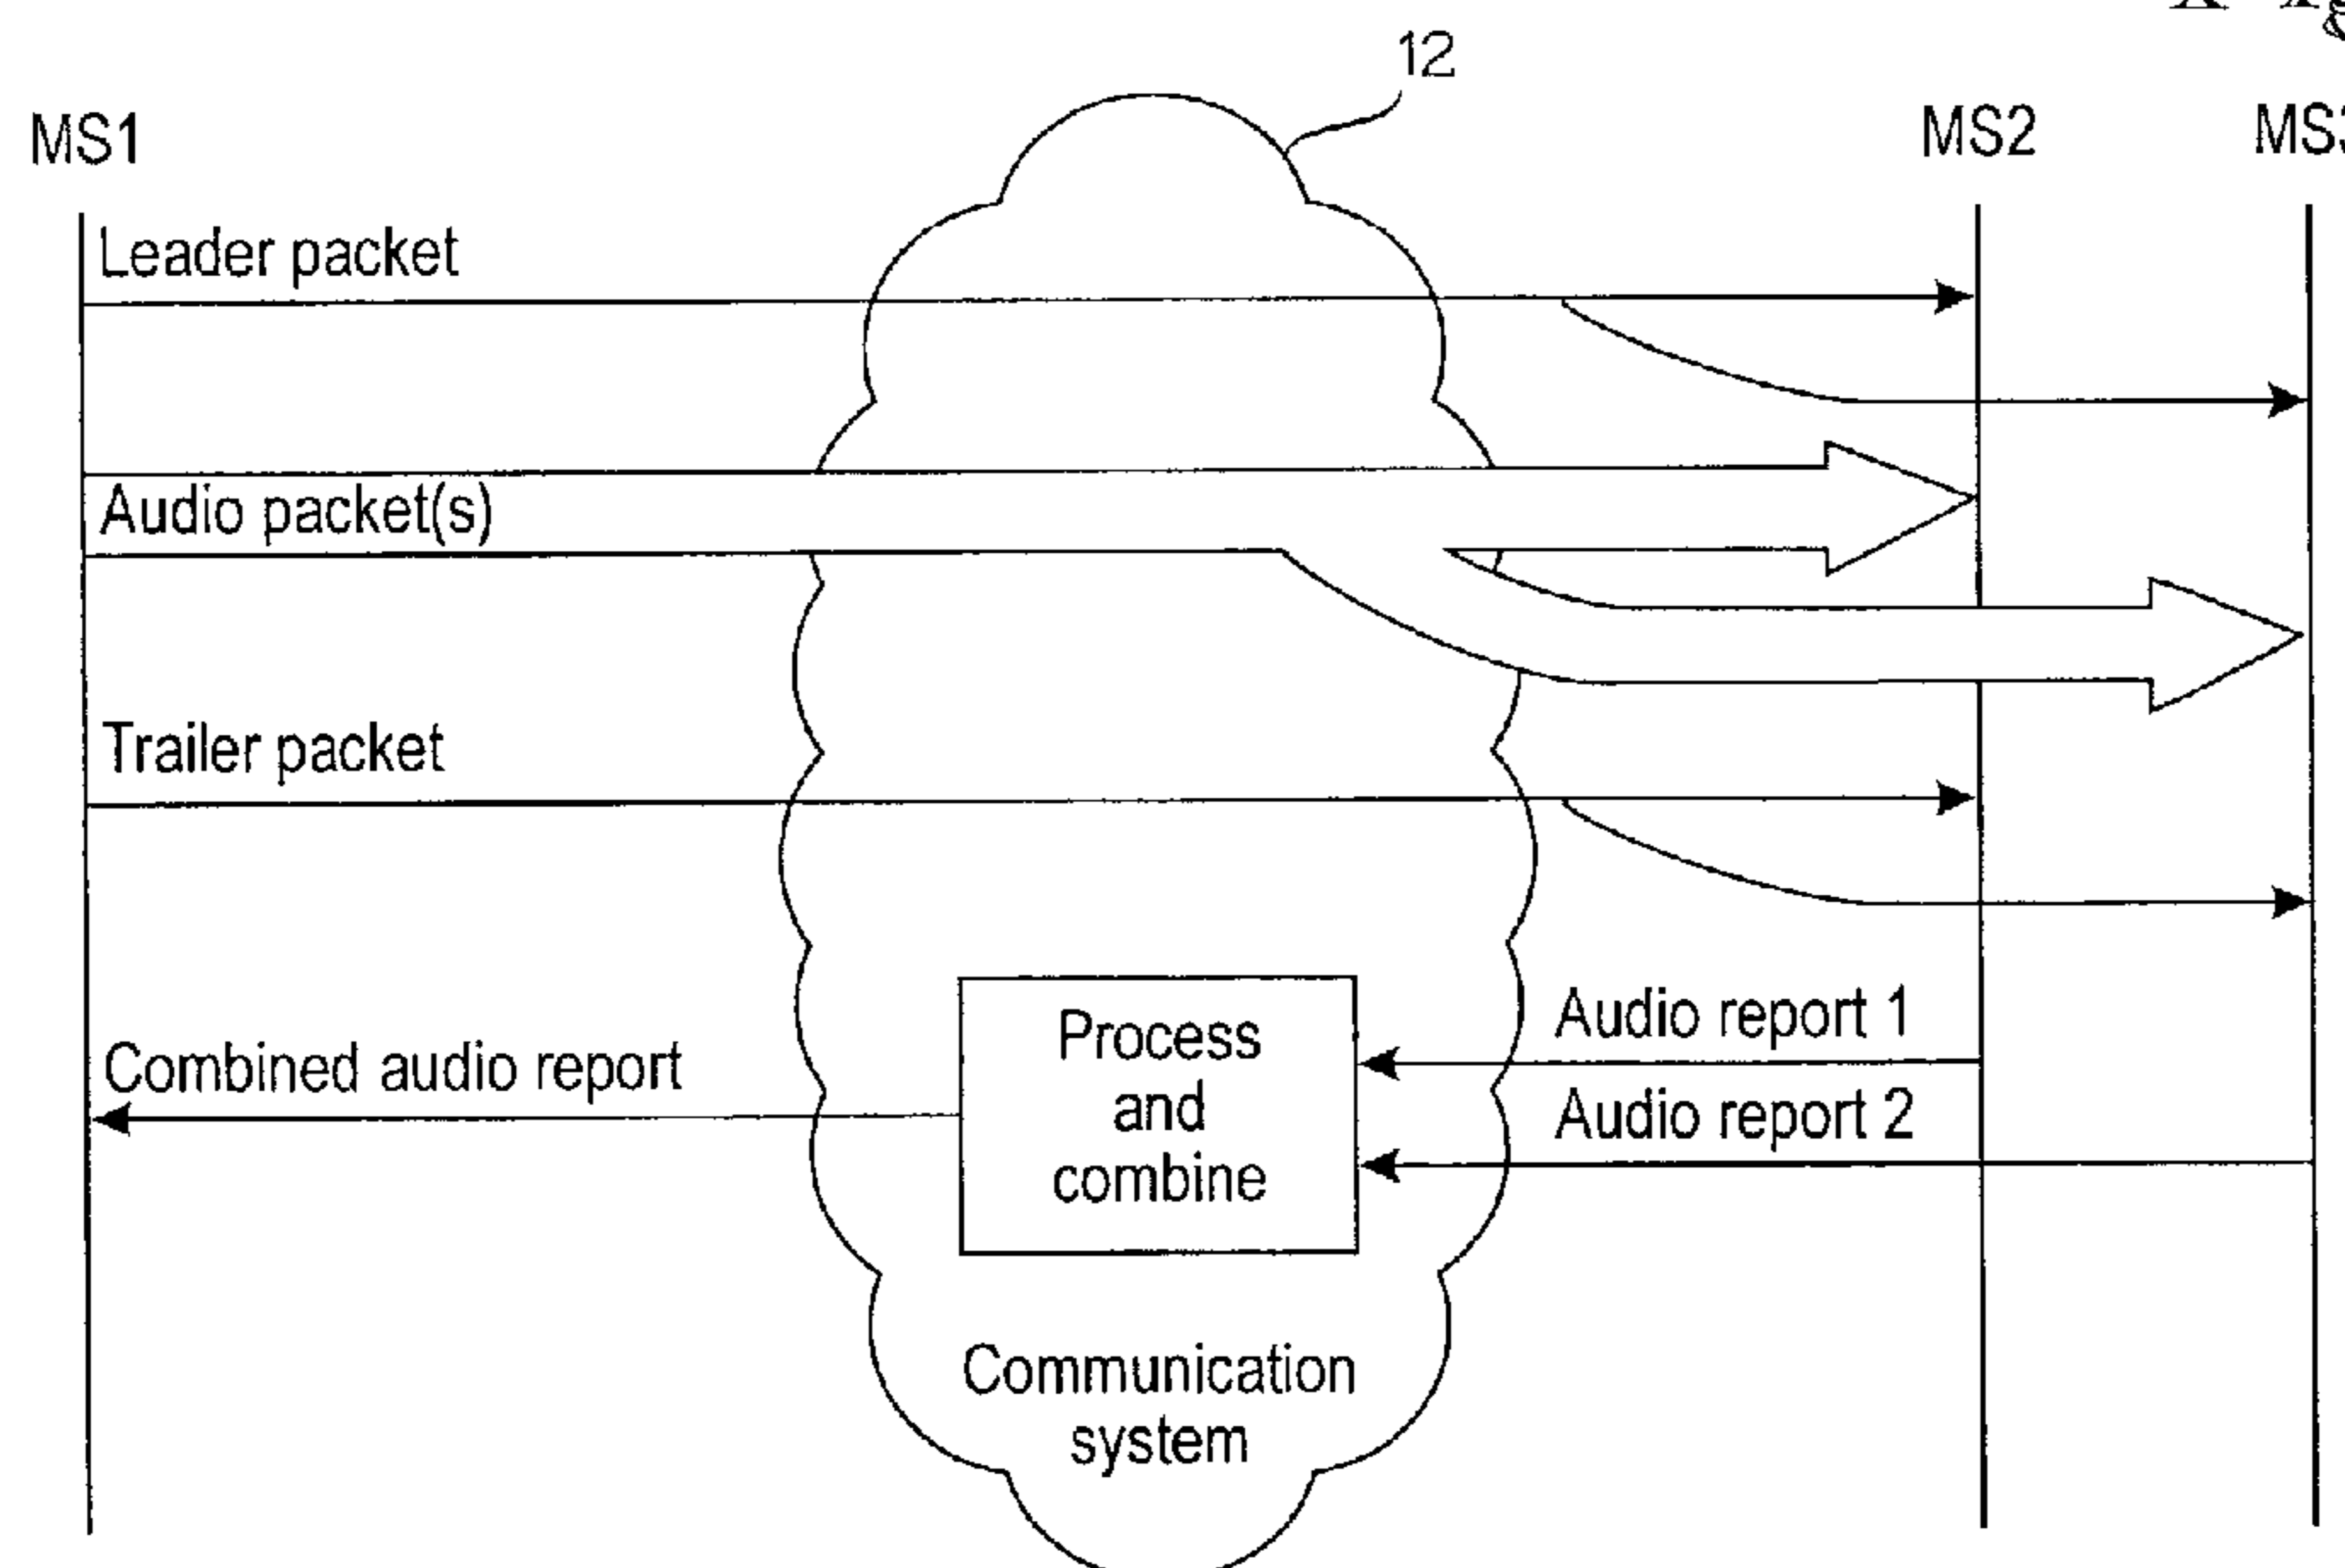 12
MS1
MS2
MS3
Leader packet
Audio packet(s)
Trailer packet
Process
and
combine
Audio report 1
Combined audio report
Audio report 2
Communication
system